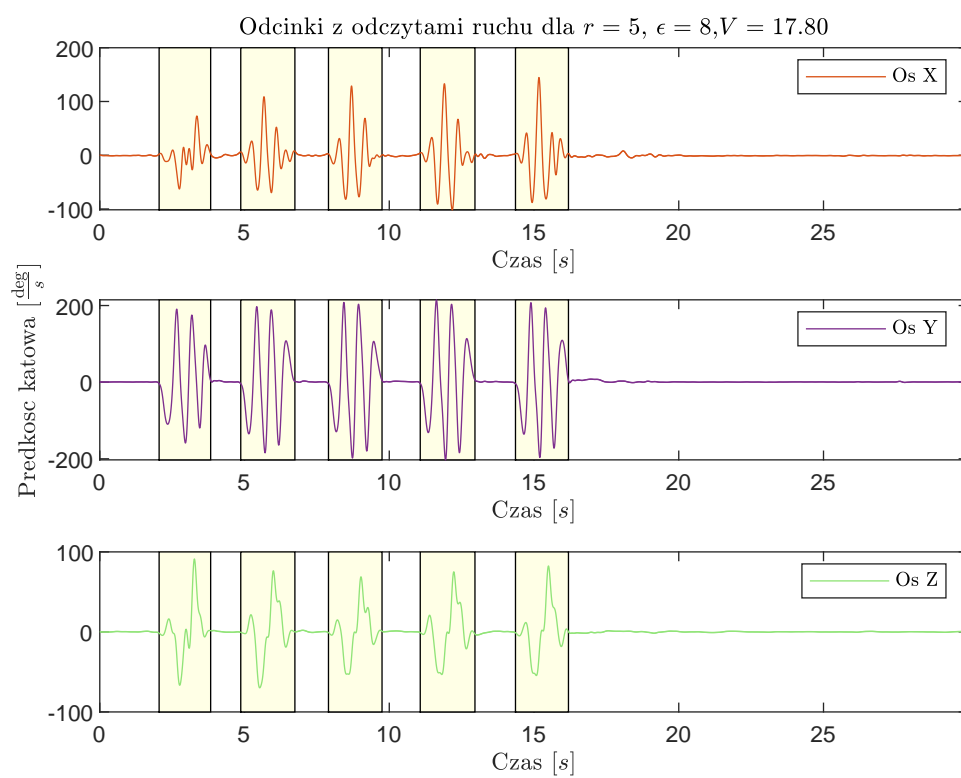 Odcinki z odczytami ruchu dla r = 5, ϵ = 8,V = 17.80
200
100
0
-100
Os X
0 5 10 15 20 25
Czas [s]
Predkosc katowa [deg/s]
200
0
-200
Os Y
0 5 10 15 20 25
Czas [s]
100
0
-100
Os Z
0 5 10 15 20 25
Czas [s]